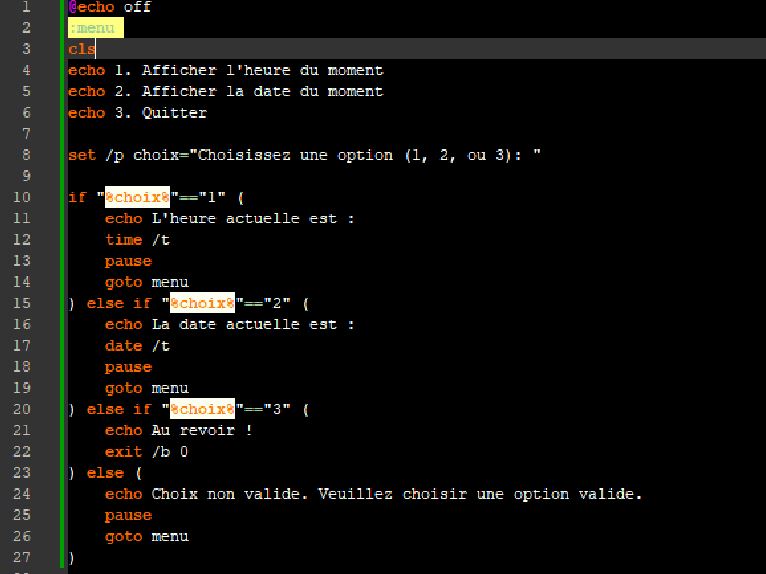 1 @echo off
2 :menu
3 cls
4 echo 1. Afficher l'heure du moment
5 echo 2. Afficher la date du moment
6 echo 3. Quitter
7
8 set /p choix="Choisissez une option (1, 2, ou 3): "
9
10 if "%choix%"=="1" (
11     echo L'heure actuelle est :
12     time /t
13     pause
14     goto menu
15 ) else if "%choix%"=="2" (
16     echo La date actuelle est :
17     date /t
18     pause
19     goto menu
20 ) else if "%choix%"=="3" (
21     echo Au revoir !
22     exit /b 0
23 ) else (
24     echo Choix non valide. Veuillez choisir une option valide.
25     pause
26     goto menu
27 )